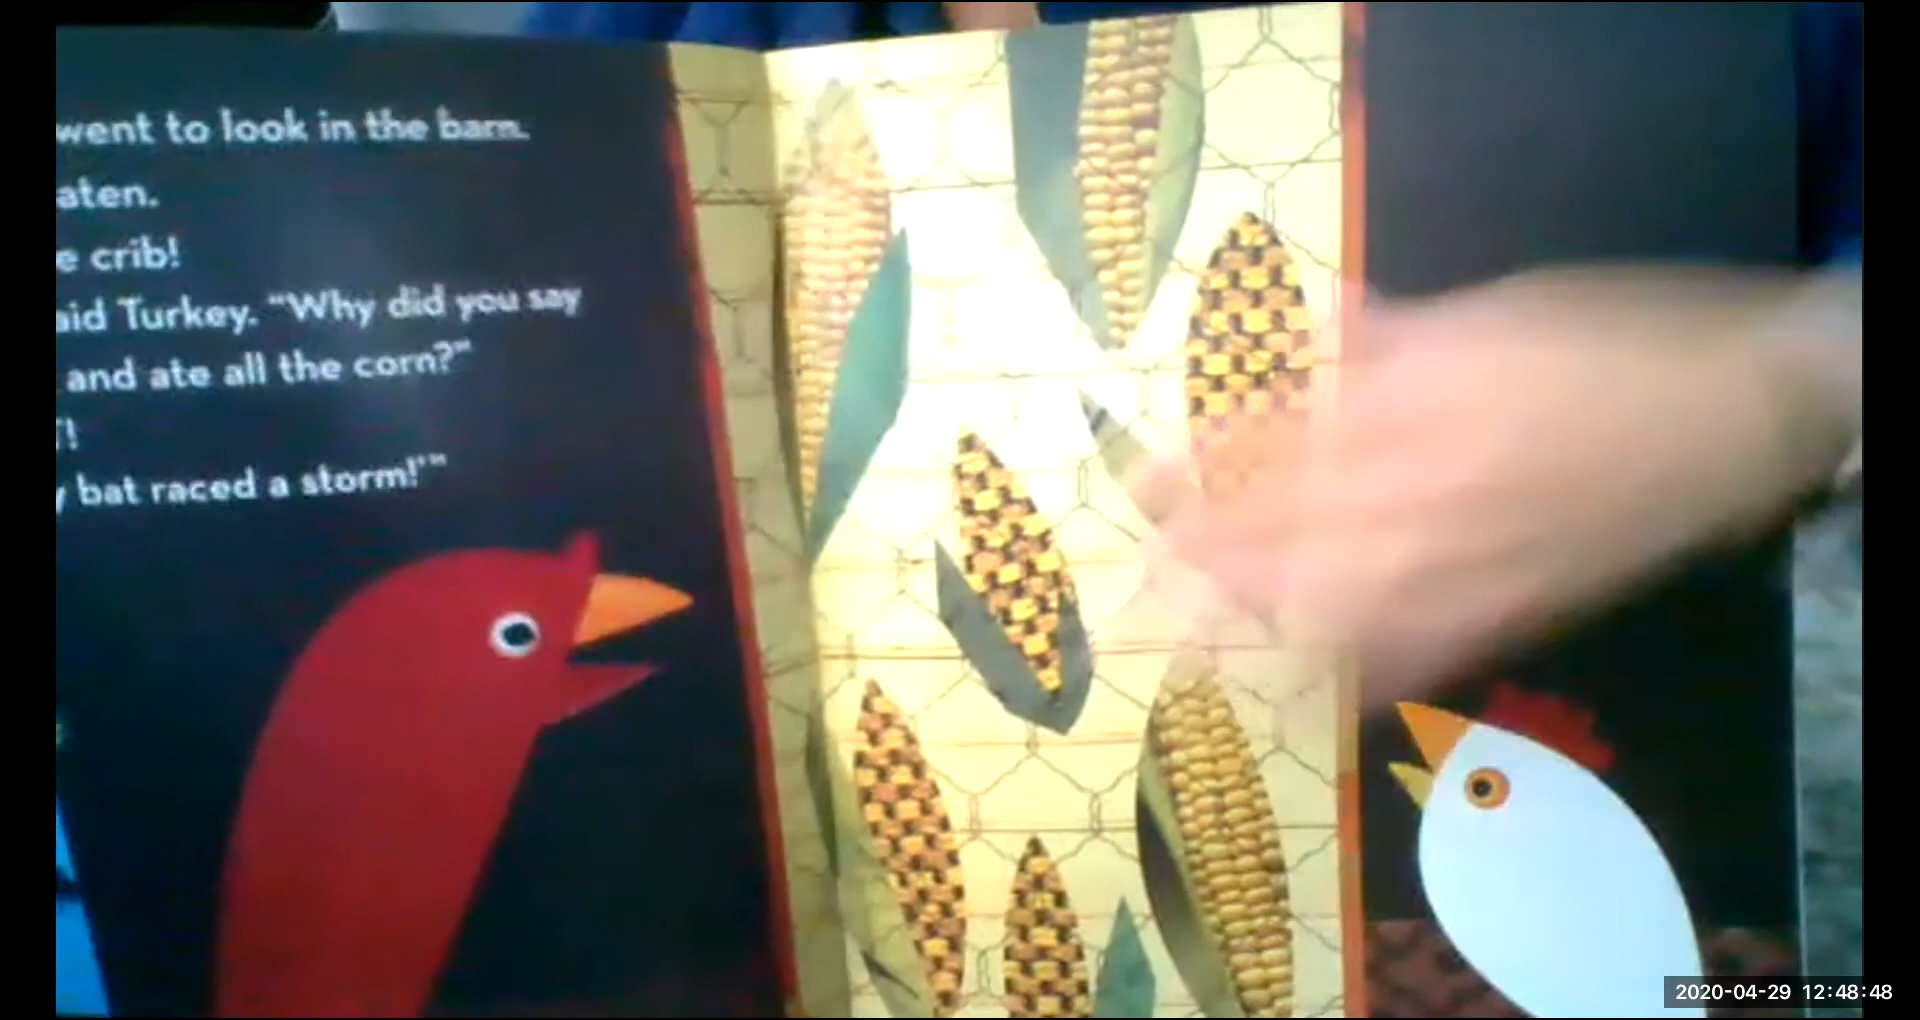 went to look in the barn.
aten.
e crib!
aid Turkey. “Why did you say
and ate all the corn?”
T!
y bat raced a storm!’”
2020-04-29 12:48:48